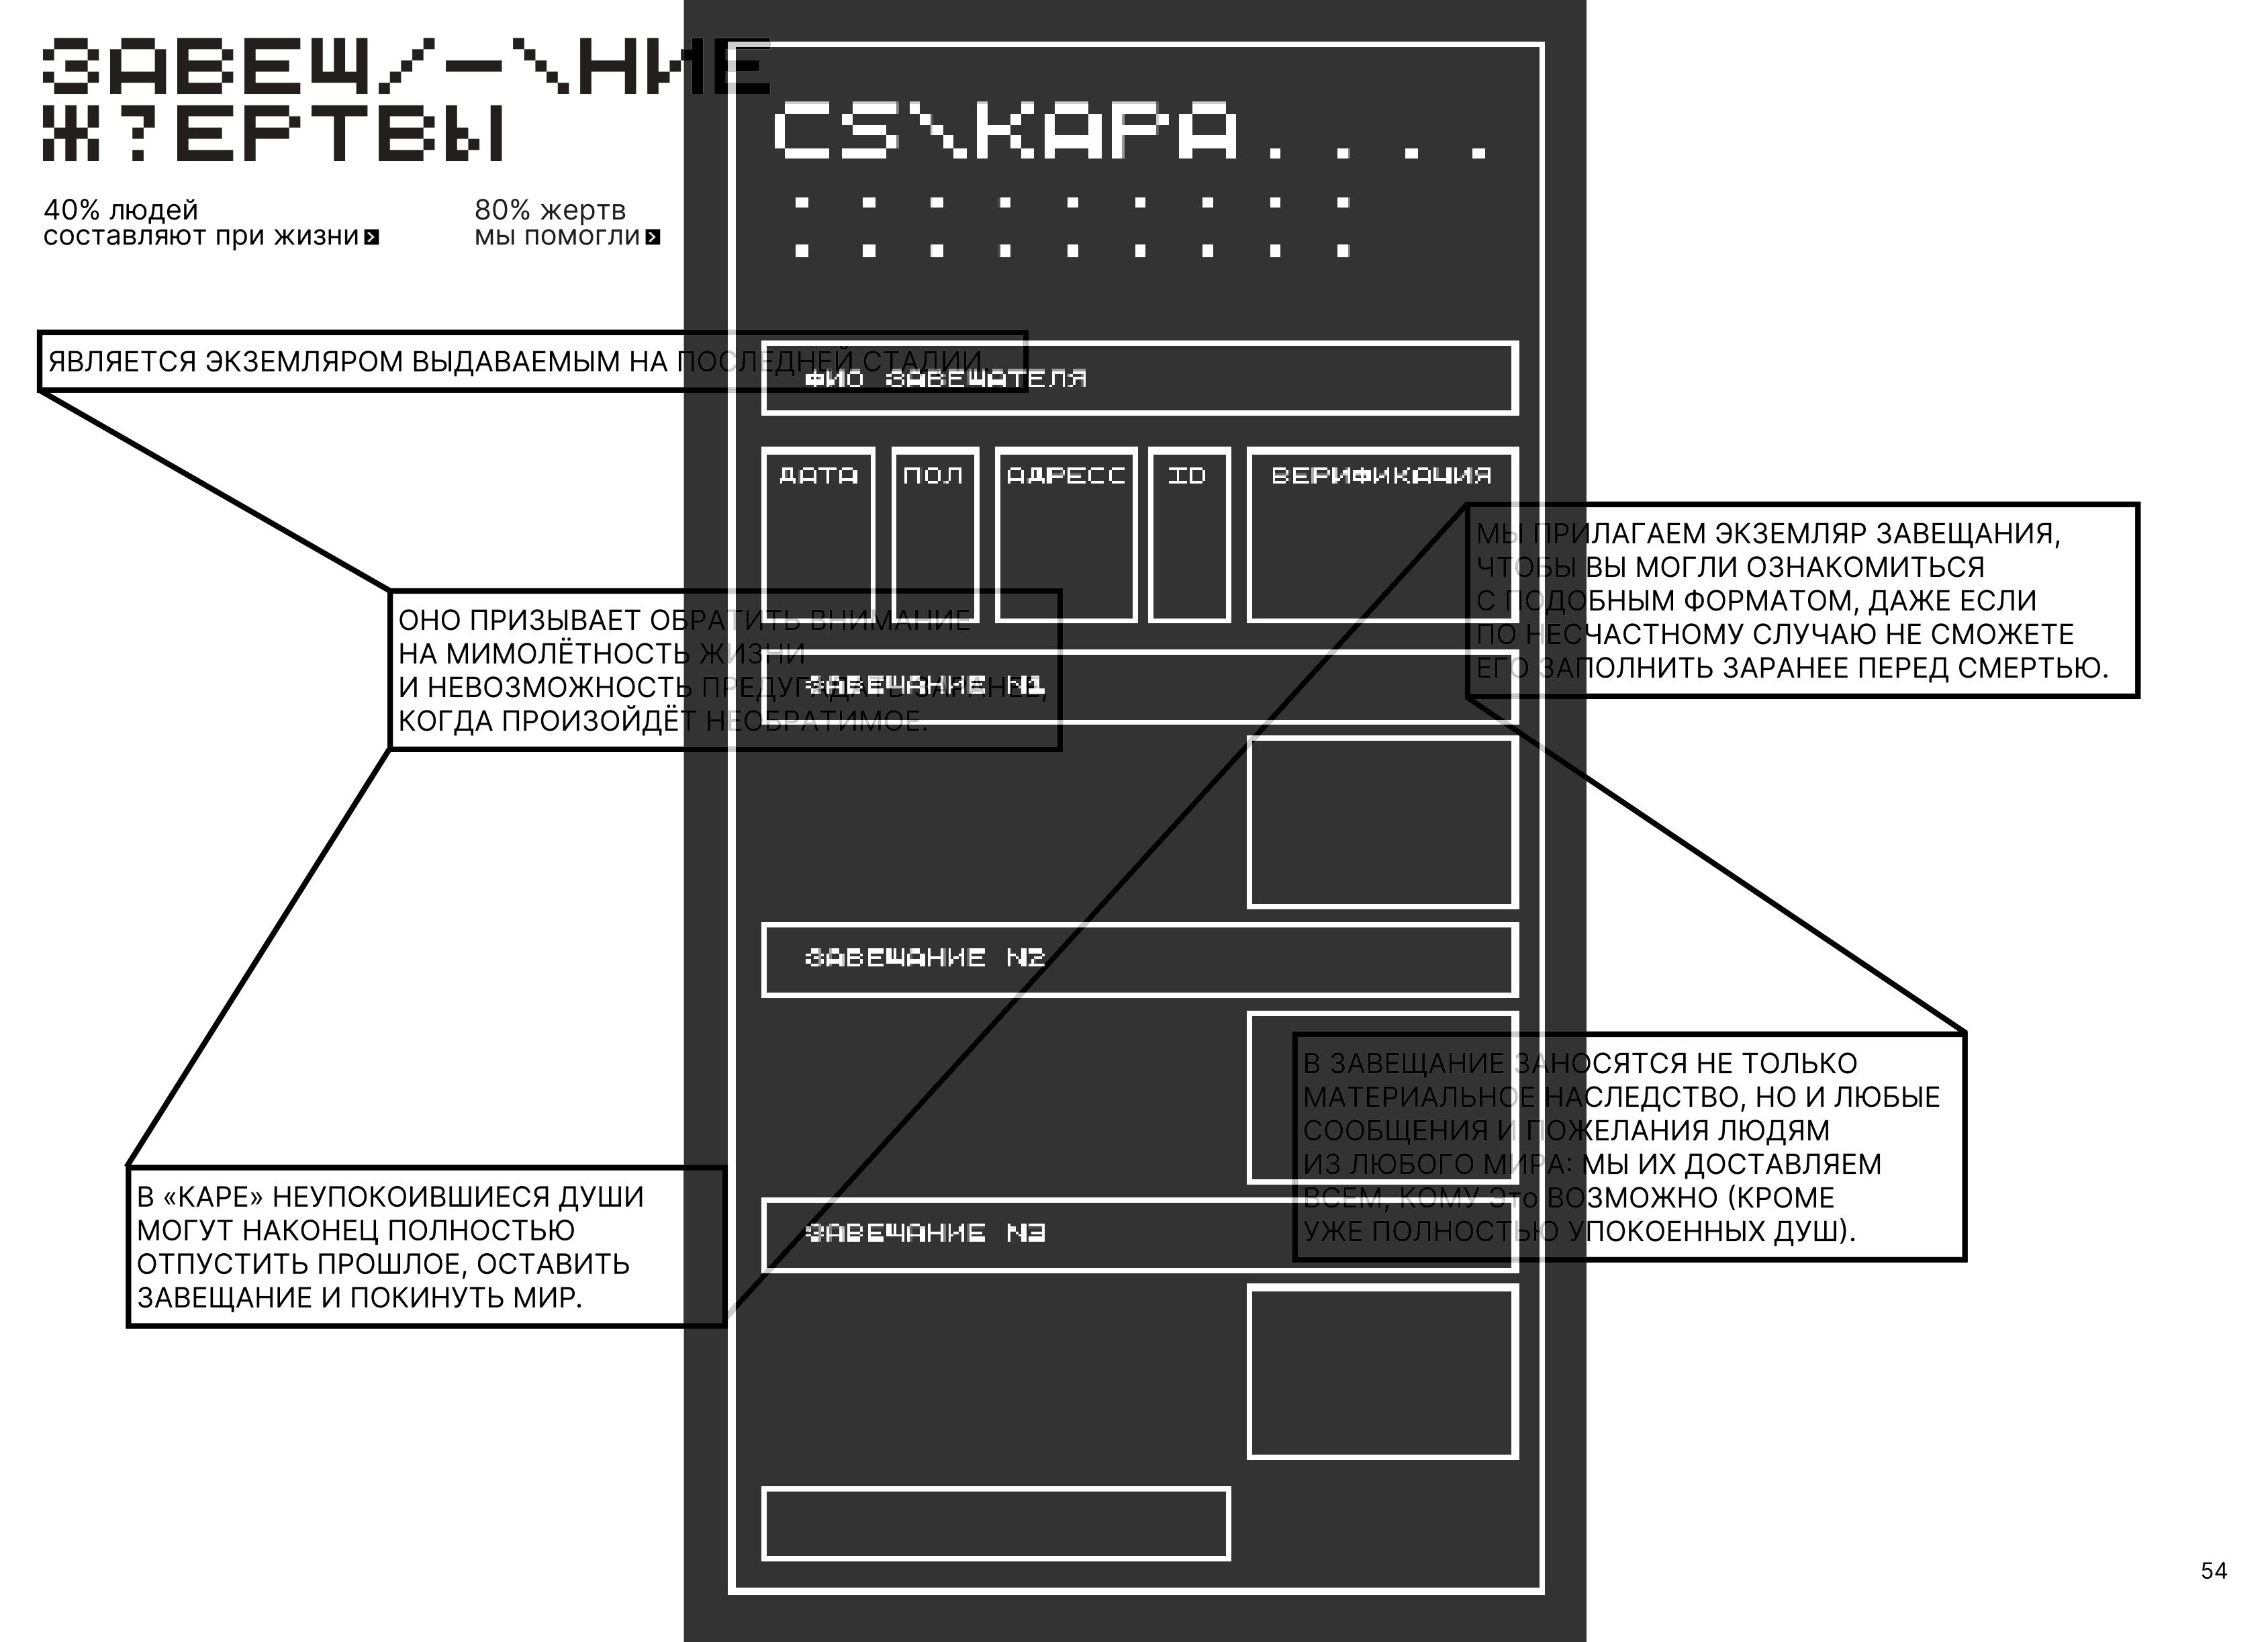 ЗАВЕЩ/—\НИЕ
Ж?ЕРТВЫ
40% людей
составляют при жизни
80% жертв
мы помогли
CS\КАРА....
: : : : : : : : :
ЯВЛЯЕТСЯ ЭКЗЕМЛЯРОМ ВЫДАВАЕМЫМ НА ПОСЛЕДНЕЙ СТАДИИ.
ФИО ЗАВЕЩАТЕЛЯ
ДАТА ПОЛ АДРЕСС ID ВЕРИФИКАЦИЯ
МЫ ПРИЛАГАЕМ ЭКЗЕМЛЯР ЗАВЕЩАНИЯ,
ЧТОБЫ ВЫ МОГЛИ ОЗНАКОМИТЬСЯ
С ПОДОБНЫМ ФОРМАТОМ, ДАЖЕ ЕСЛИ
ПО НЕСЧАСТНОМУ СЛУЧАЮ НЕ СМОЖЕТЕ
ЕГО ЗАПОЛНИТЬ ЗАРАНЕЕ ПЕРЕД СМЕРТЬЮ.
ОНО ПРИЗЫВАЕТ ОБРАТИТЬ ВНИМАНИЕ
НА МИМОЛЁТНОСТЬ ЖИЗНИ
И НЕВОЗМОЖНОСТЬ ПРЕДУГАДАТЬ ЗАРАНЕЕ,
КОГДА ПРОИЗОЙДЁТ НЕОБРАТИМОЕ.
ЗАВЕЩАНИЕ N1
ЗАВЕЩАНИЕ N2
В ЗАВЕЩАНИЕ ЗАНОСЯТСЯ НЕ ТОЛЬКО
МАТЕРИАЛЬНОЕ НАСЛЕДСТВО, НО И ЛЮБЫЕ
СООБЩЕНИЯ И ПОЖЕЛАНИЯ ЛЮДЯМ
ИЗ ЛЮБОГО МИРА: МЫ ИХ ДОСТАВЛЯЕМ
ВСЕМ, КОМУ Это ВОЗМОЖНО (КРОМЕ
УЖЕ ПОЛНОСТЬЮ УПОКОЕННЫХ ДУШ).
В «КАРЕ» НЕУПОКОИВШИЕСЯ ДУШИ
МОГУТ НАКОНЕЦ ПОЛНОСТЬЮ
ОТПУСТИТЬ ПРОШЛОЕ, ОСТАВИТЬ
ЗАВЕЩАНИЕ И ПОКИНУТЬ МИР.
ЗАВЕЩАНИЕ N3
54